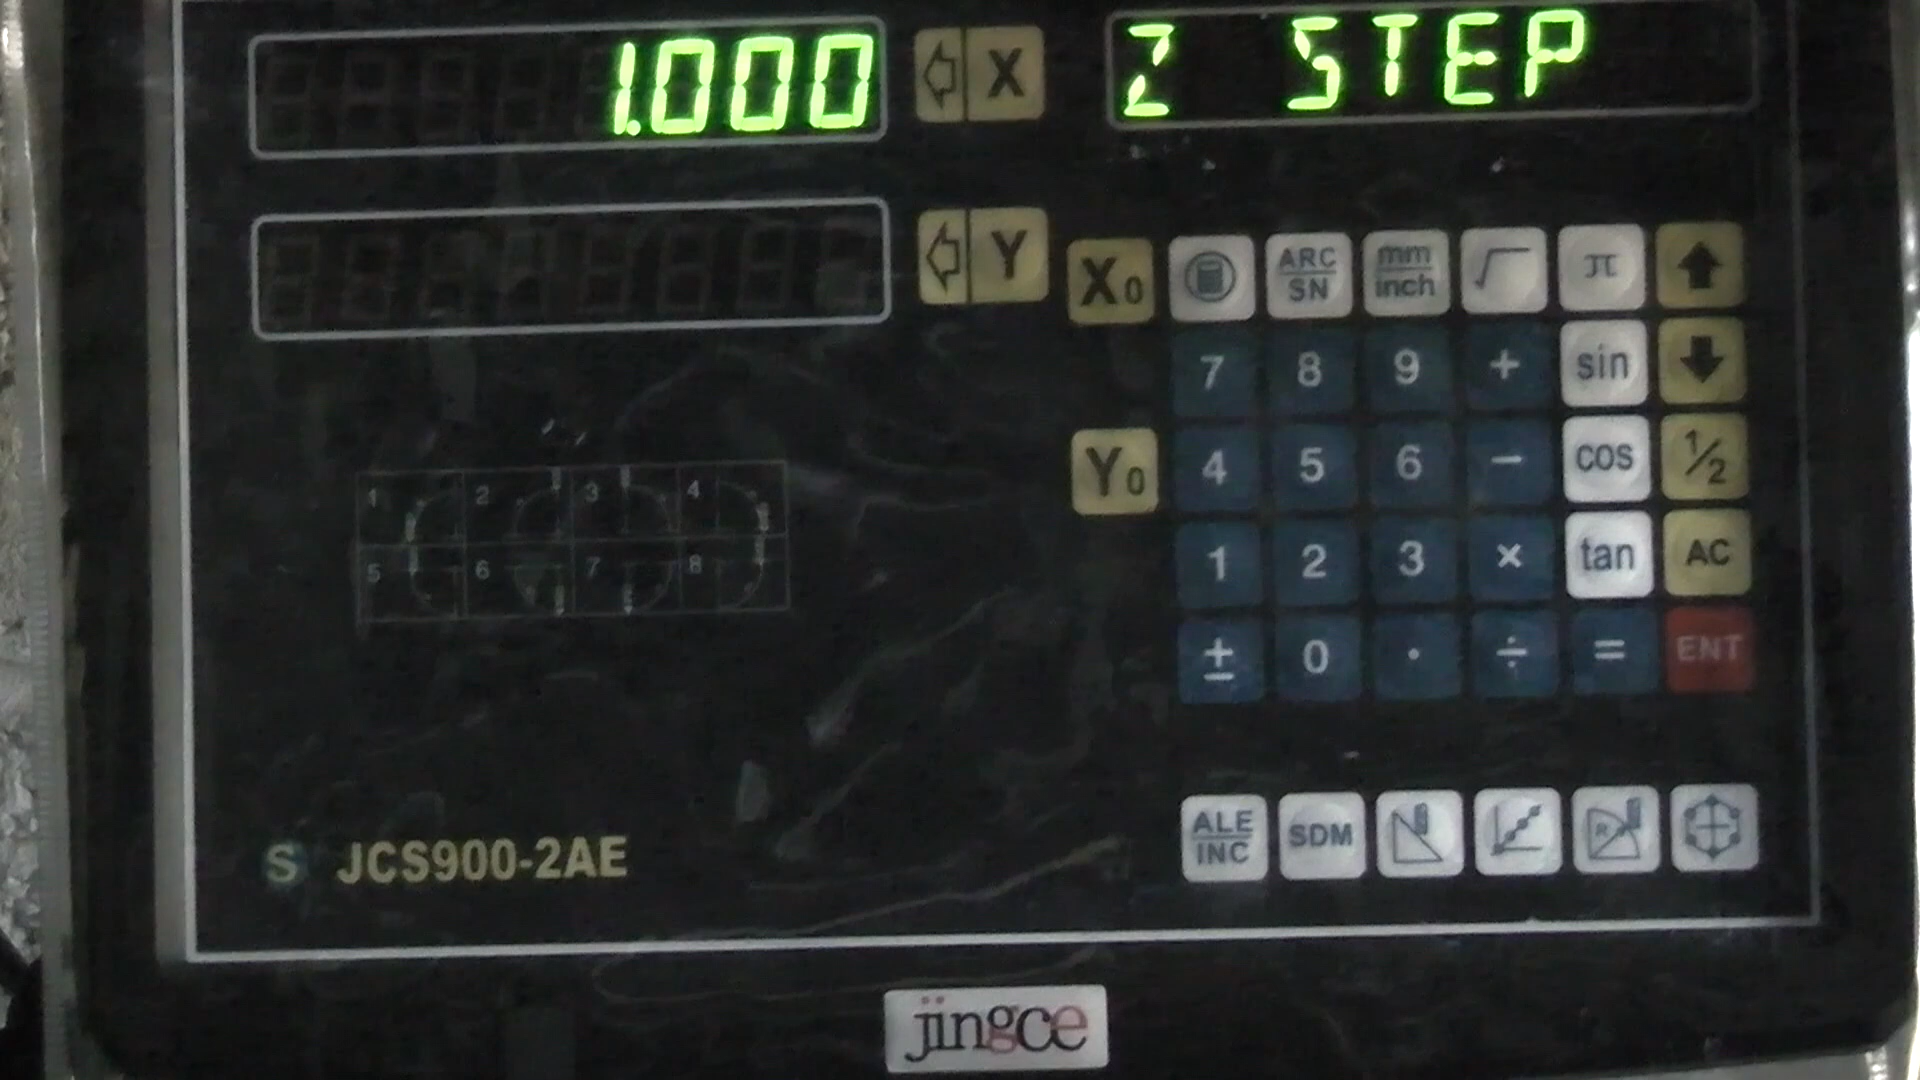 1.000 X Z STEP
Y
X0 ARC SN mm inch √ π
7 8 9 + sin
Y0 4 5 6 − cos 1/2
1 2 3 × tan AC
± 0 · ÷ = ENT
1 2 3 4
5 6 7 8
ALE INC SDM R
S JCS900-2AE
jingce